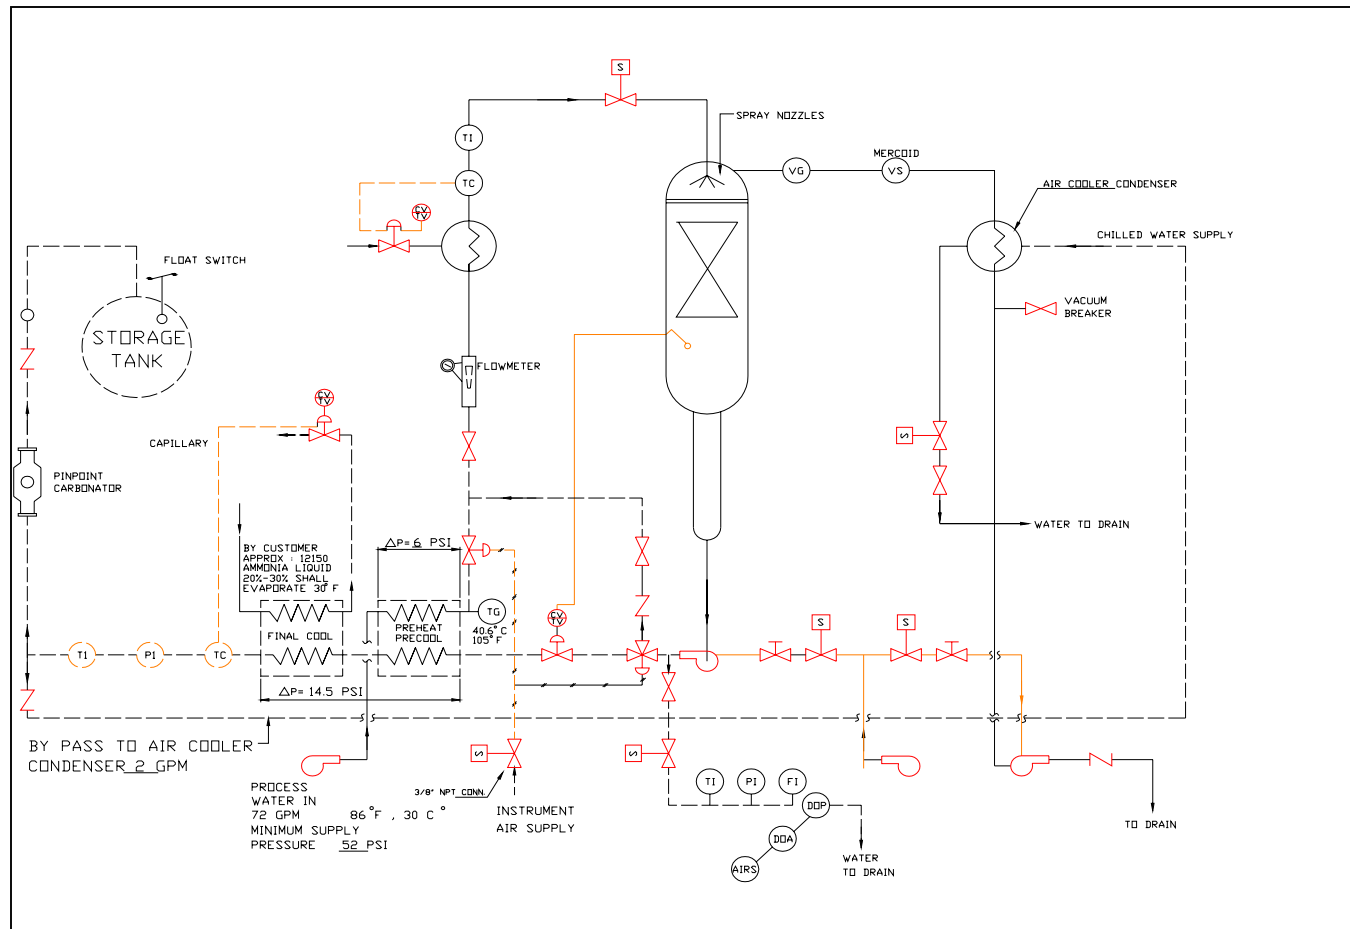 S
SPRAY NOZZLES
TI
MERCOID
VG
VS
TC
AIR COOLER CONDENSER
CV
TV
CHILLED WATER SUPPLY
FLOAT SWITCH
VACUUM
BREAKER
STORAGE
TANK
FLOWMETER
CV
TV
CAPILLARY
S
PINPOINT
CARBONATOR
WATER TO DRAIN
BY CUSTOMER
APPROX : 12150
AMMONIA LIQUID
20%-30% SHALL
EVAPORATE 30°F
△P= 6 PSI
TG
40.6°C
105°F
CV
TV
S
S
FINAL COOL
PREHEAT
PRECOOL
T1
P1
TC
△P= 14.5 PSI
BY PASS TO AIR COOLER
CONDENSER 2 GPM
S
S
3/8" NPT CONN.
PROCESS
WATER IN
72 GPM 86°F , 30 C°
MINIMUM SUPPLY
PRESSURE 52 PSI
INSTRUMENT
AIR SUPPLY
TI
PI
FI
DOP
DOA
AIRS
WATER
TO DRAIN
TO DRAIN